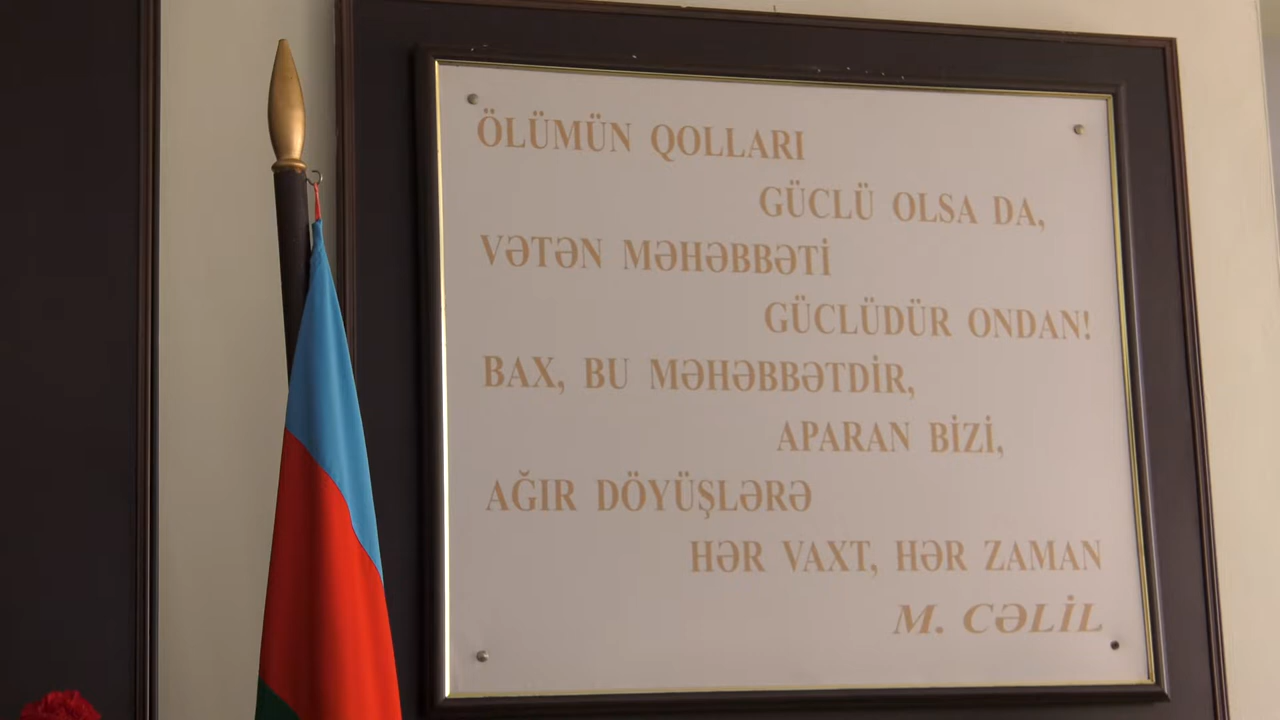 ÖLÜMÜN QOLLARI
GÜCLÜ OLSA DA,
VƏTƏN MƏHƏBBƏTİ
GÜCLÜDÜR ONDAN!
BAX, BU MƏHƏBBƏTDİR,
APARAN BİZİ,
AĞIR DÖYÜŞLƏRƏ
HƏR VAXT, HƏR ZAMAN
M. CƏLİL